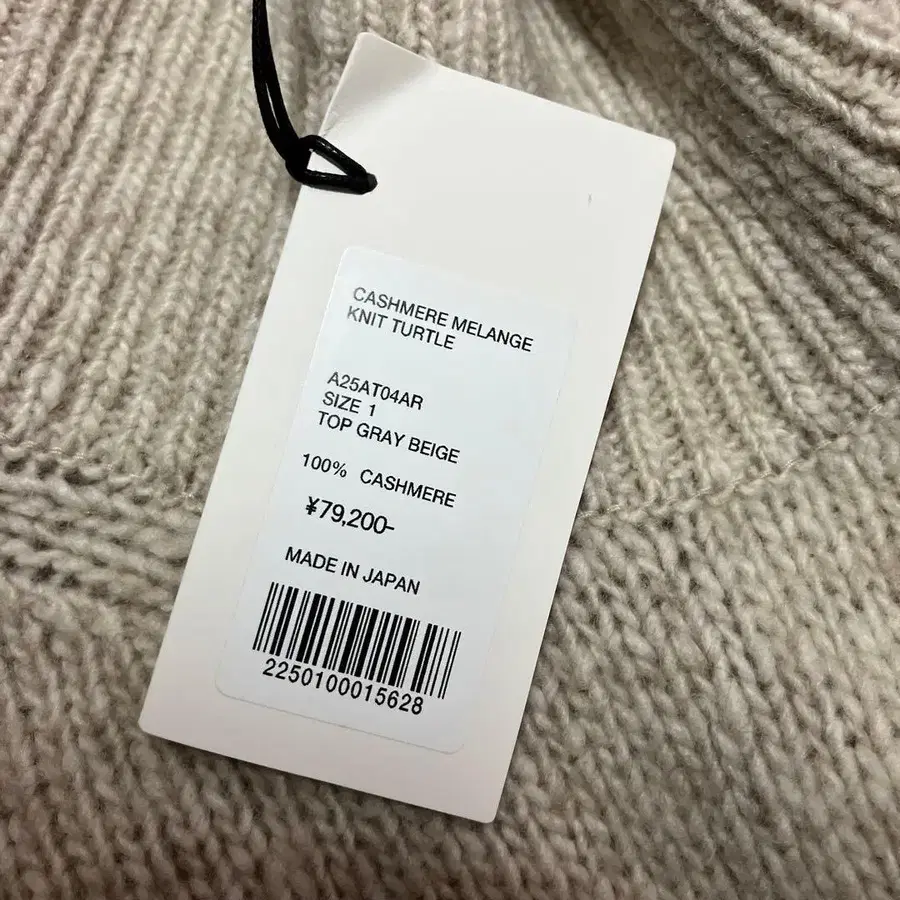 CASHMERE MELANGE
KNIT TURTLE
A25AT04AR
SIZE 1
TOP GRAY BEIGE
100% CASHMERE
¥79,200-
MADE IN JAPAN
2250100015628